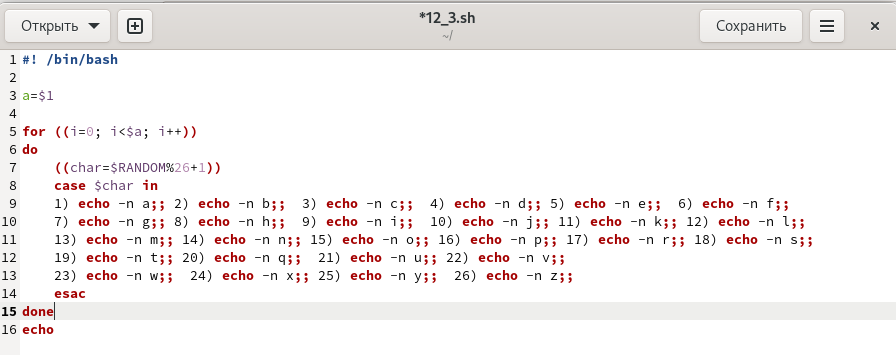 Открыть
*12_3.sh
~/
Сохранить
1 #! /bin/bash
2
3 a=$1
4
5 for ((i=0; i<$a; i++))
6 do
7     ((char=$RANDOM%26+1))
8     case $char in
9     1) echo -n a;; 2) echo -n b;;  3) echo -n c;;  4) echo -n d;; 5) echo -n e;;  6) echo -n f;;
10     7) echo -n g;; 8) echo -n h;;  9) echo -n i;;  10) echo -n j;; 11) echo -n k;; 12) echo -n l;;
11     13) echo -n m;; 14) echo -n n;; 15) echo -n o;; 16) echo -n p;; 17) echo -n r;; 18) echo -n s;;
12     19) echo -n t;; 20) echo -n q;;  21) echo -n u;; 22) echo -n v;;
13     23) echo -n w;;  24) echo -n x;; 25) echo -n y;;  26) echo -n z;;
14     esac
15 done
16 echo